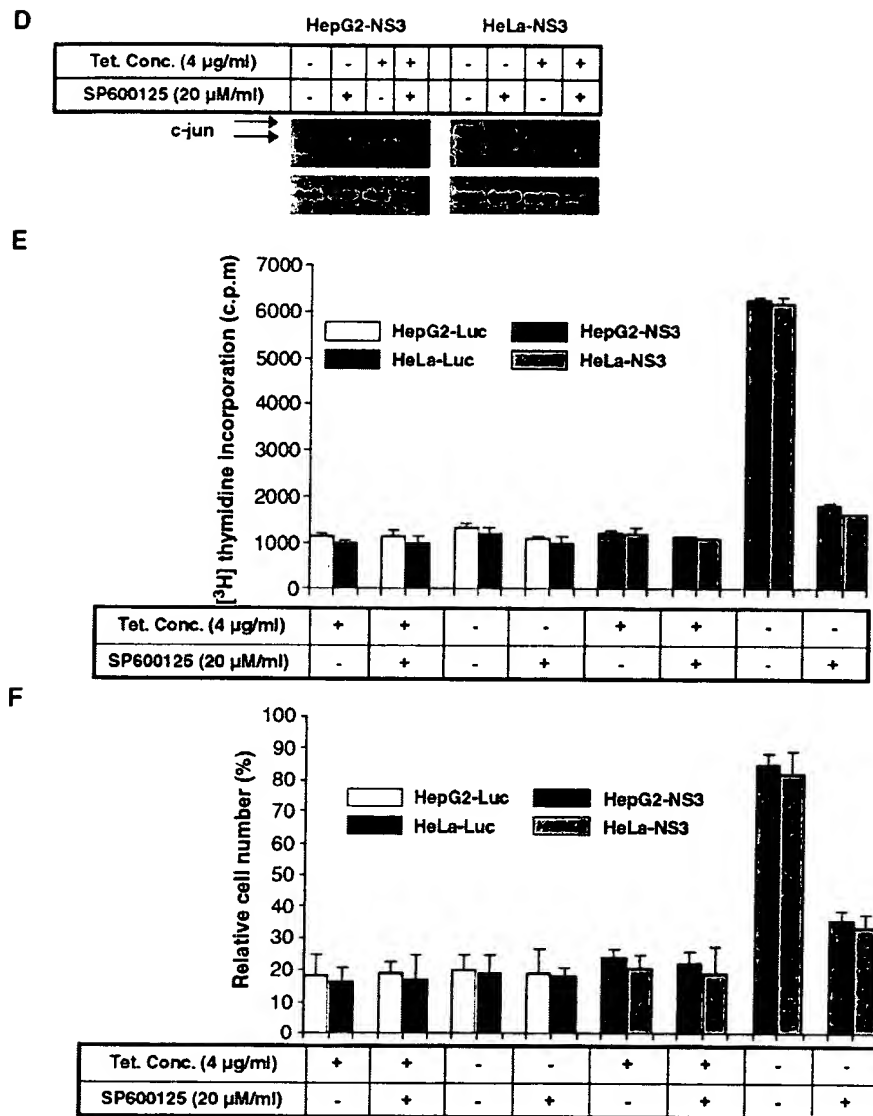 D
HepG2-NS3 HeLa-NS3
Tet. Conc. (4 µg/ml) - - + + - - + +
SP600125 (20 µM/ml) - + - + - + - +
c-jun
E
[³H] thymidine incorporation (c.p.m)
7000
6000
5000
4000
3000
2000
1000
0
HepG2-Luc HepG2-NS3
HeLa-Luc HeLa-NS3
Tet. Conc. (4 µg/ml) + + - - + + - -
SP600125 (20 µM/ml) - + - + - + - +
F
Relative cell number (%)
100
90
80
70
60
50
40
30
20
10
0
HepG2-Luc HepG2-NS3
HeLa-Luc HeLa-NS3
Tet. Conc. (4 µg/ml) + + - - + + - -
SP600125 (20 µM/ml) - + - + - + - +